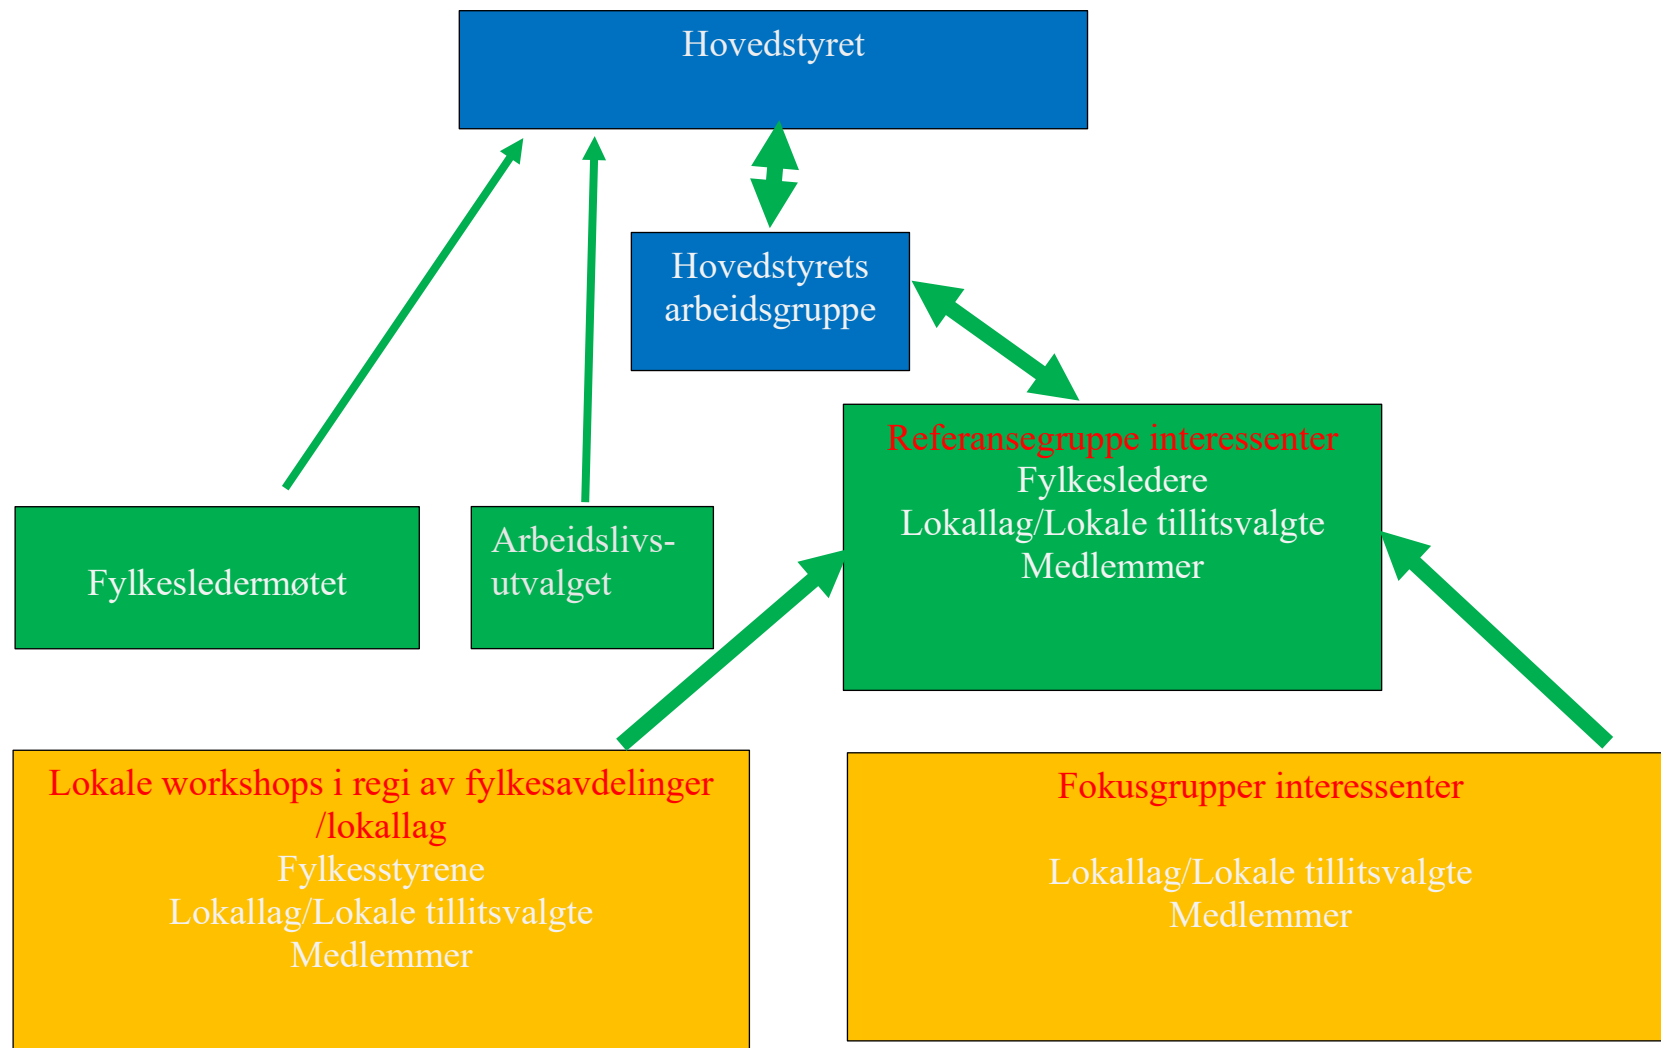 Hovedstyret
Hovedstyrets
arbeidsgruppe
Referansegruppe interessenter
Fylkesledere
Lokallag/Lokale tillitsvalgte
Medlemmer
Fylkesledermøtet
Arbeidslivs-
utvalget
Lokale workshops i regi av fylkesavdelinger
/lokallag
Fylkesstyrene
Lokallag/Lokale tillitsvalgte
Medlemmer
Fokusgrupper interessenter
Lokallag/Lokale tillitsvalgte
Medlemmer